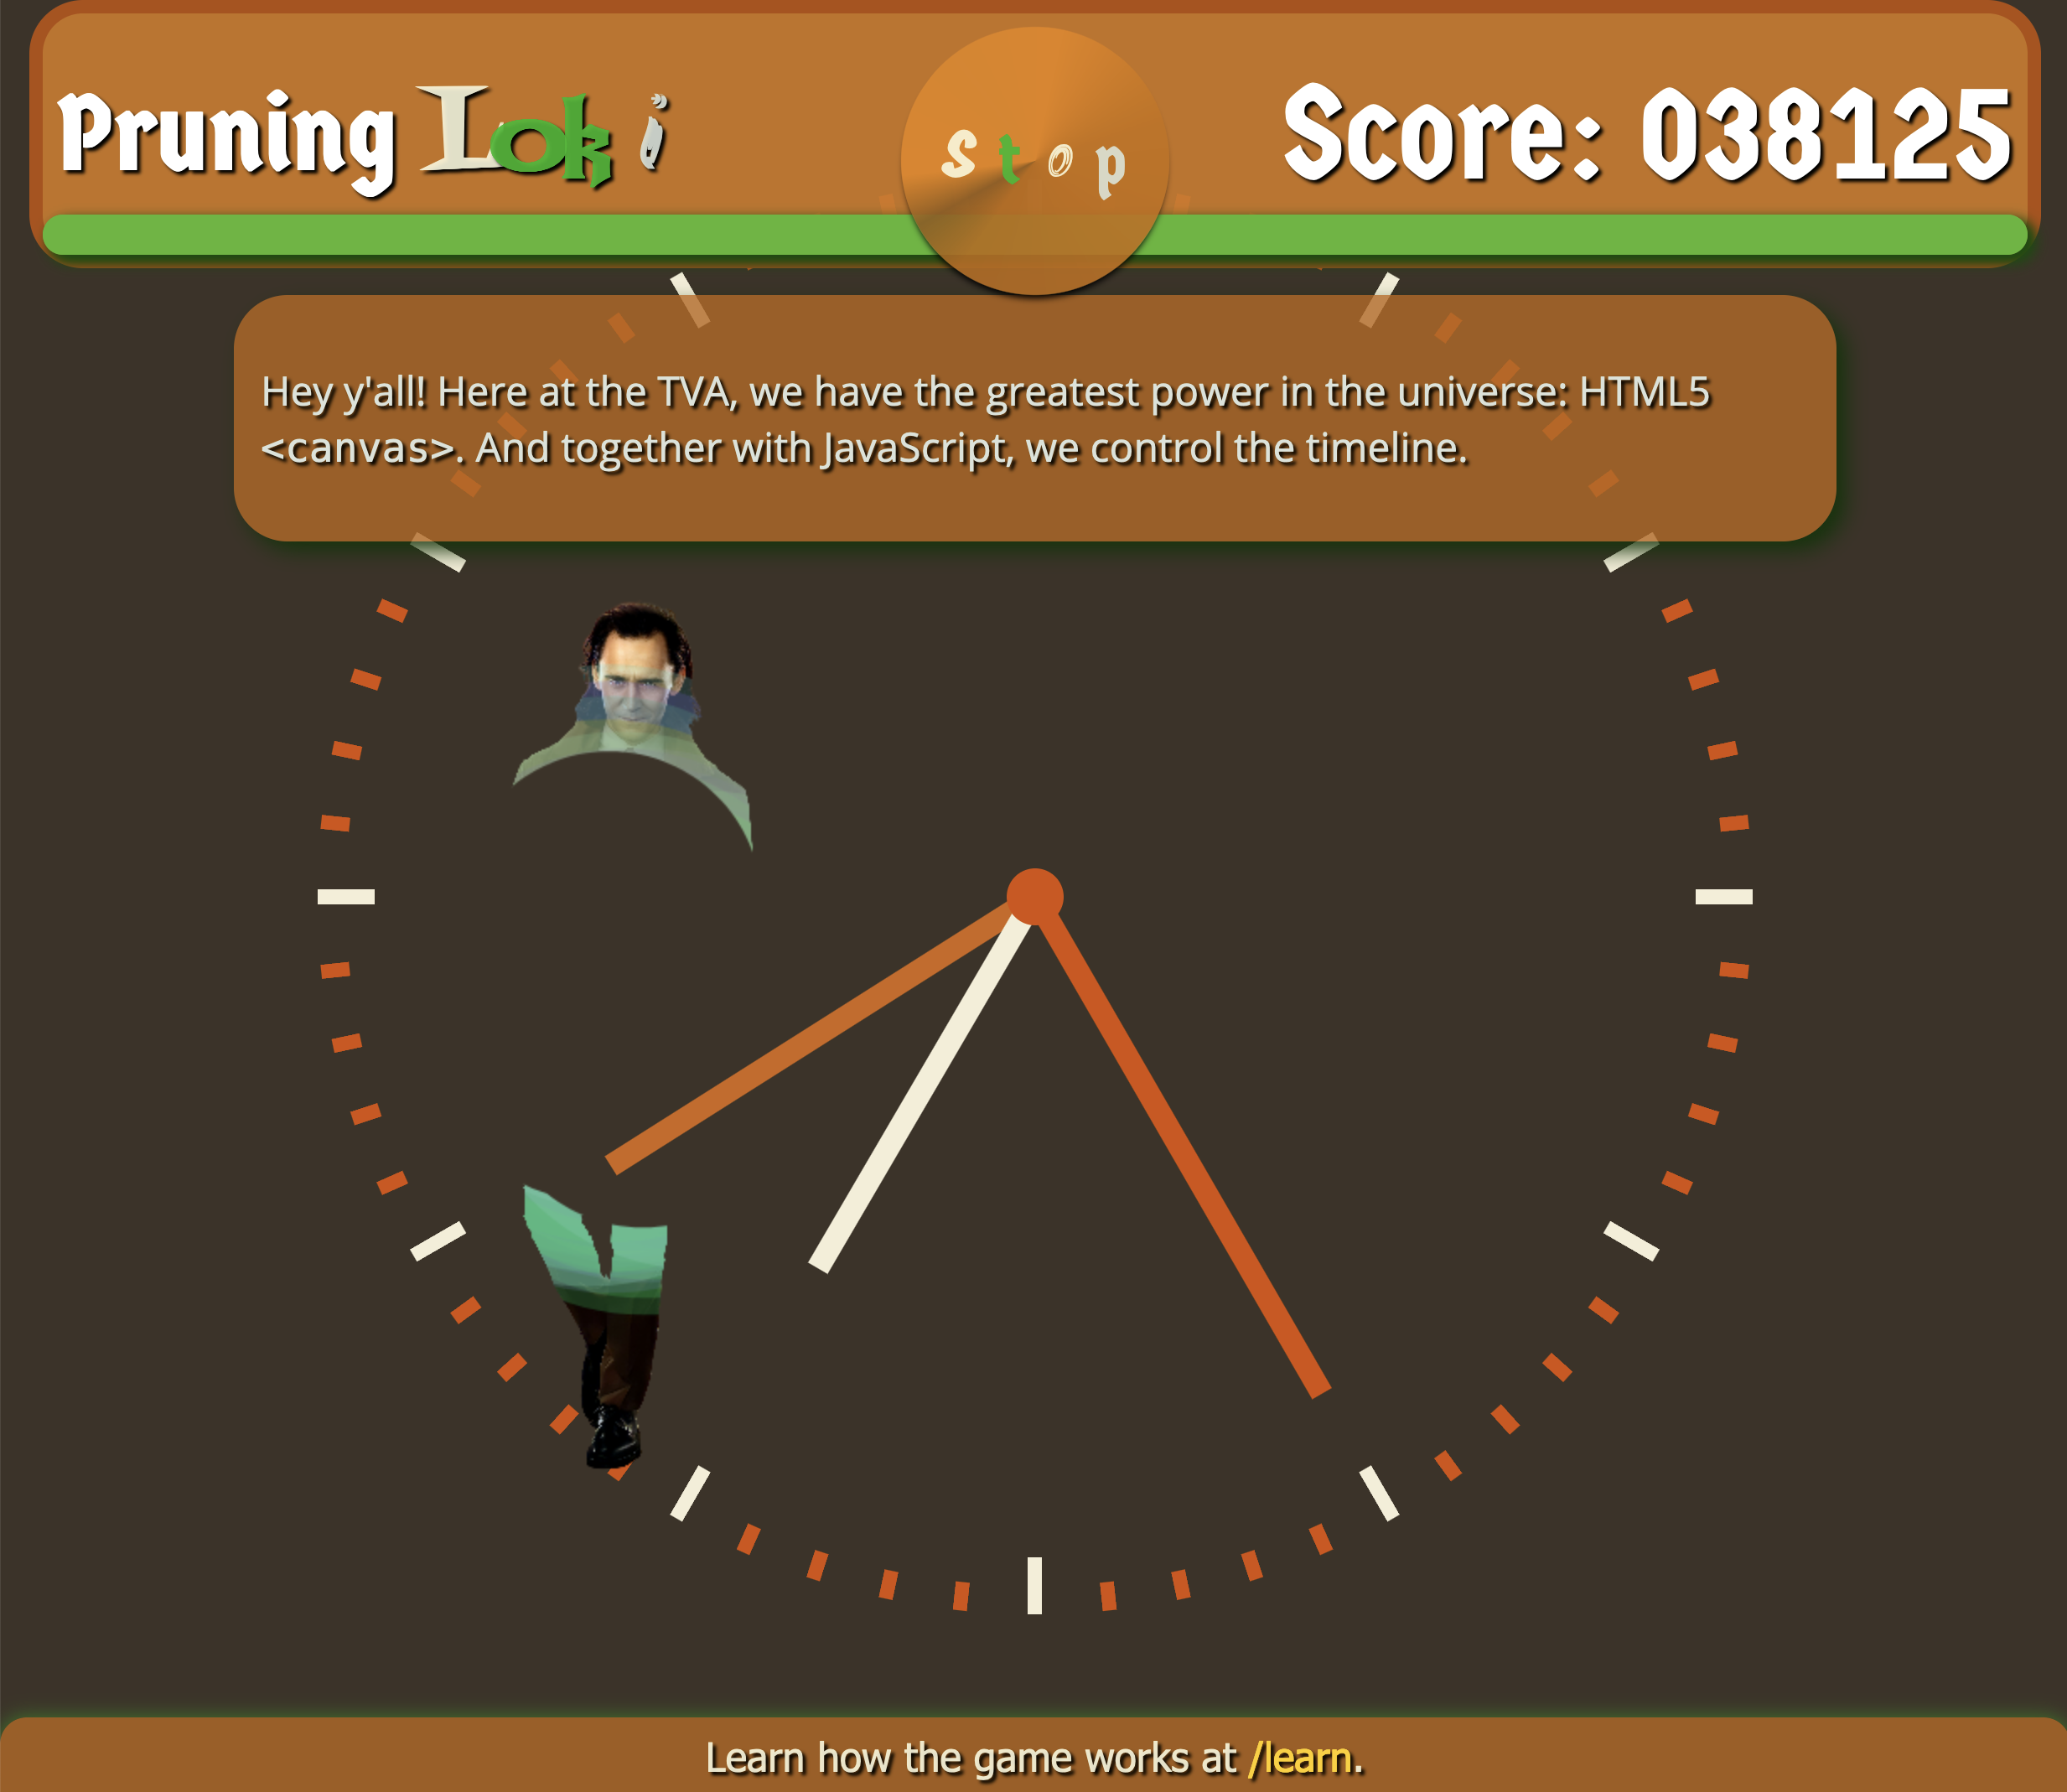 Pruning Loki
Stop
Score: 038125
Hey y'all! Here at the TVA, we have the greatest power in the universe: HTML5
<canvas>. And together with JavaScript, we control the timeline.
Learn how the game works at /learn.